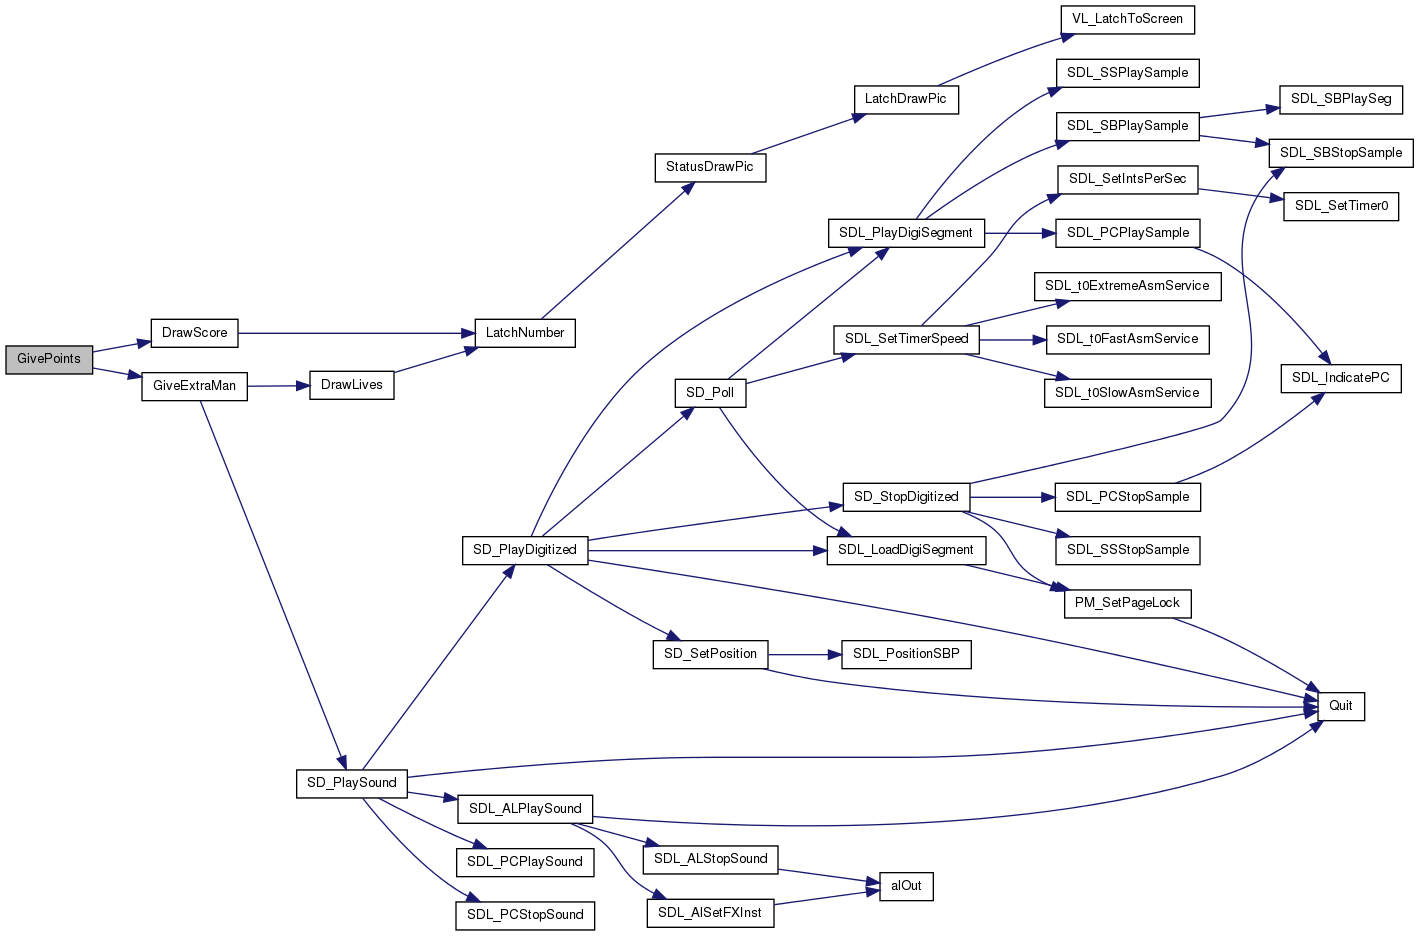 VL_LatchToScreen
SDL_SSPlaySample
LatchDrawPic
SDL_SBPlaySeg
SDL_SBPlaySample
SDL_SBStopSample
StatusDrawPic
SDL_SetIntsPerSec
SDL_SetTimer0
SDL_PlayDigiSegment
SDL_PCPlaySample
SDL_t0ExtremeAsmService
DrawScore
LatchNumber
SDL_SetTimerSpeed
SDL_t0FastAsmService
GivePoints
GiveExtraMan
DrawLives
SD_Poll
SDL_t0SlowAsmService
SDL_IndicatePC
SD_StopDigitized
SDL_PCStopSample
SD_PlayDigitized
SDL_LoadDigiSegment
SDL_SSStopSample
PM_SetPageLock
SD_SetPosition
SDL_PositionSBP
Quit
SD_PlaySound
SDL_ALPlaySound
SDL_PCPlaySound
SDL_ALStopSound
alOut
SDL_PCStopSound
SDL_AlSetFXInst